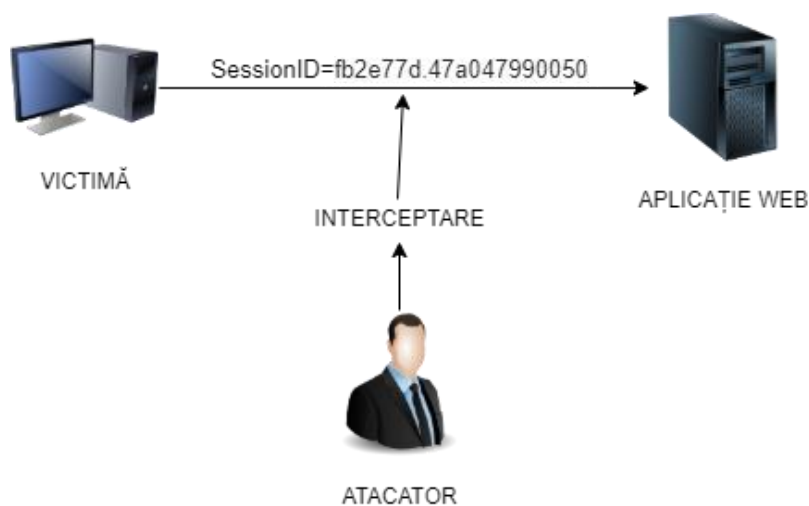 SessionID=fb2e77d.47a047990050
VICTIMĂ
APLICAȚIE WEB
INTERCEPTARE
ATACATOR